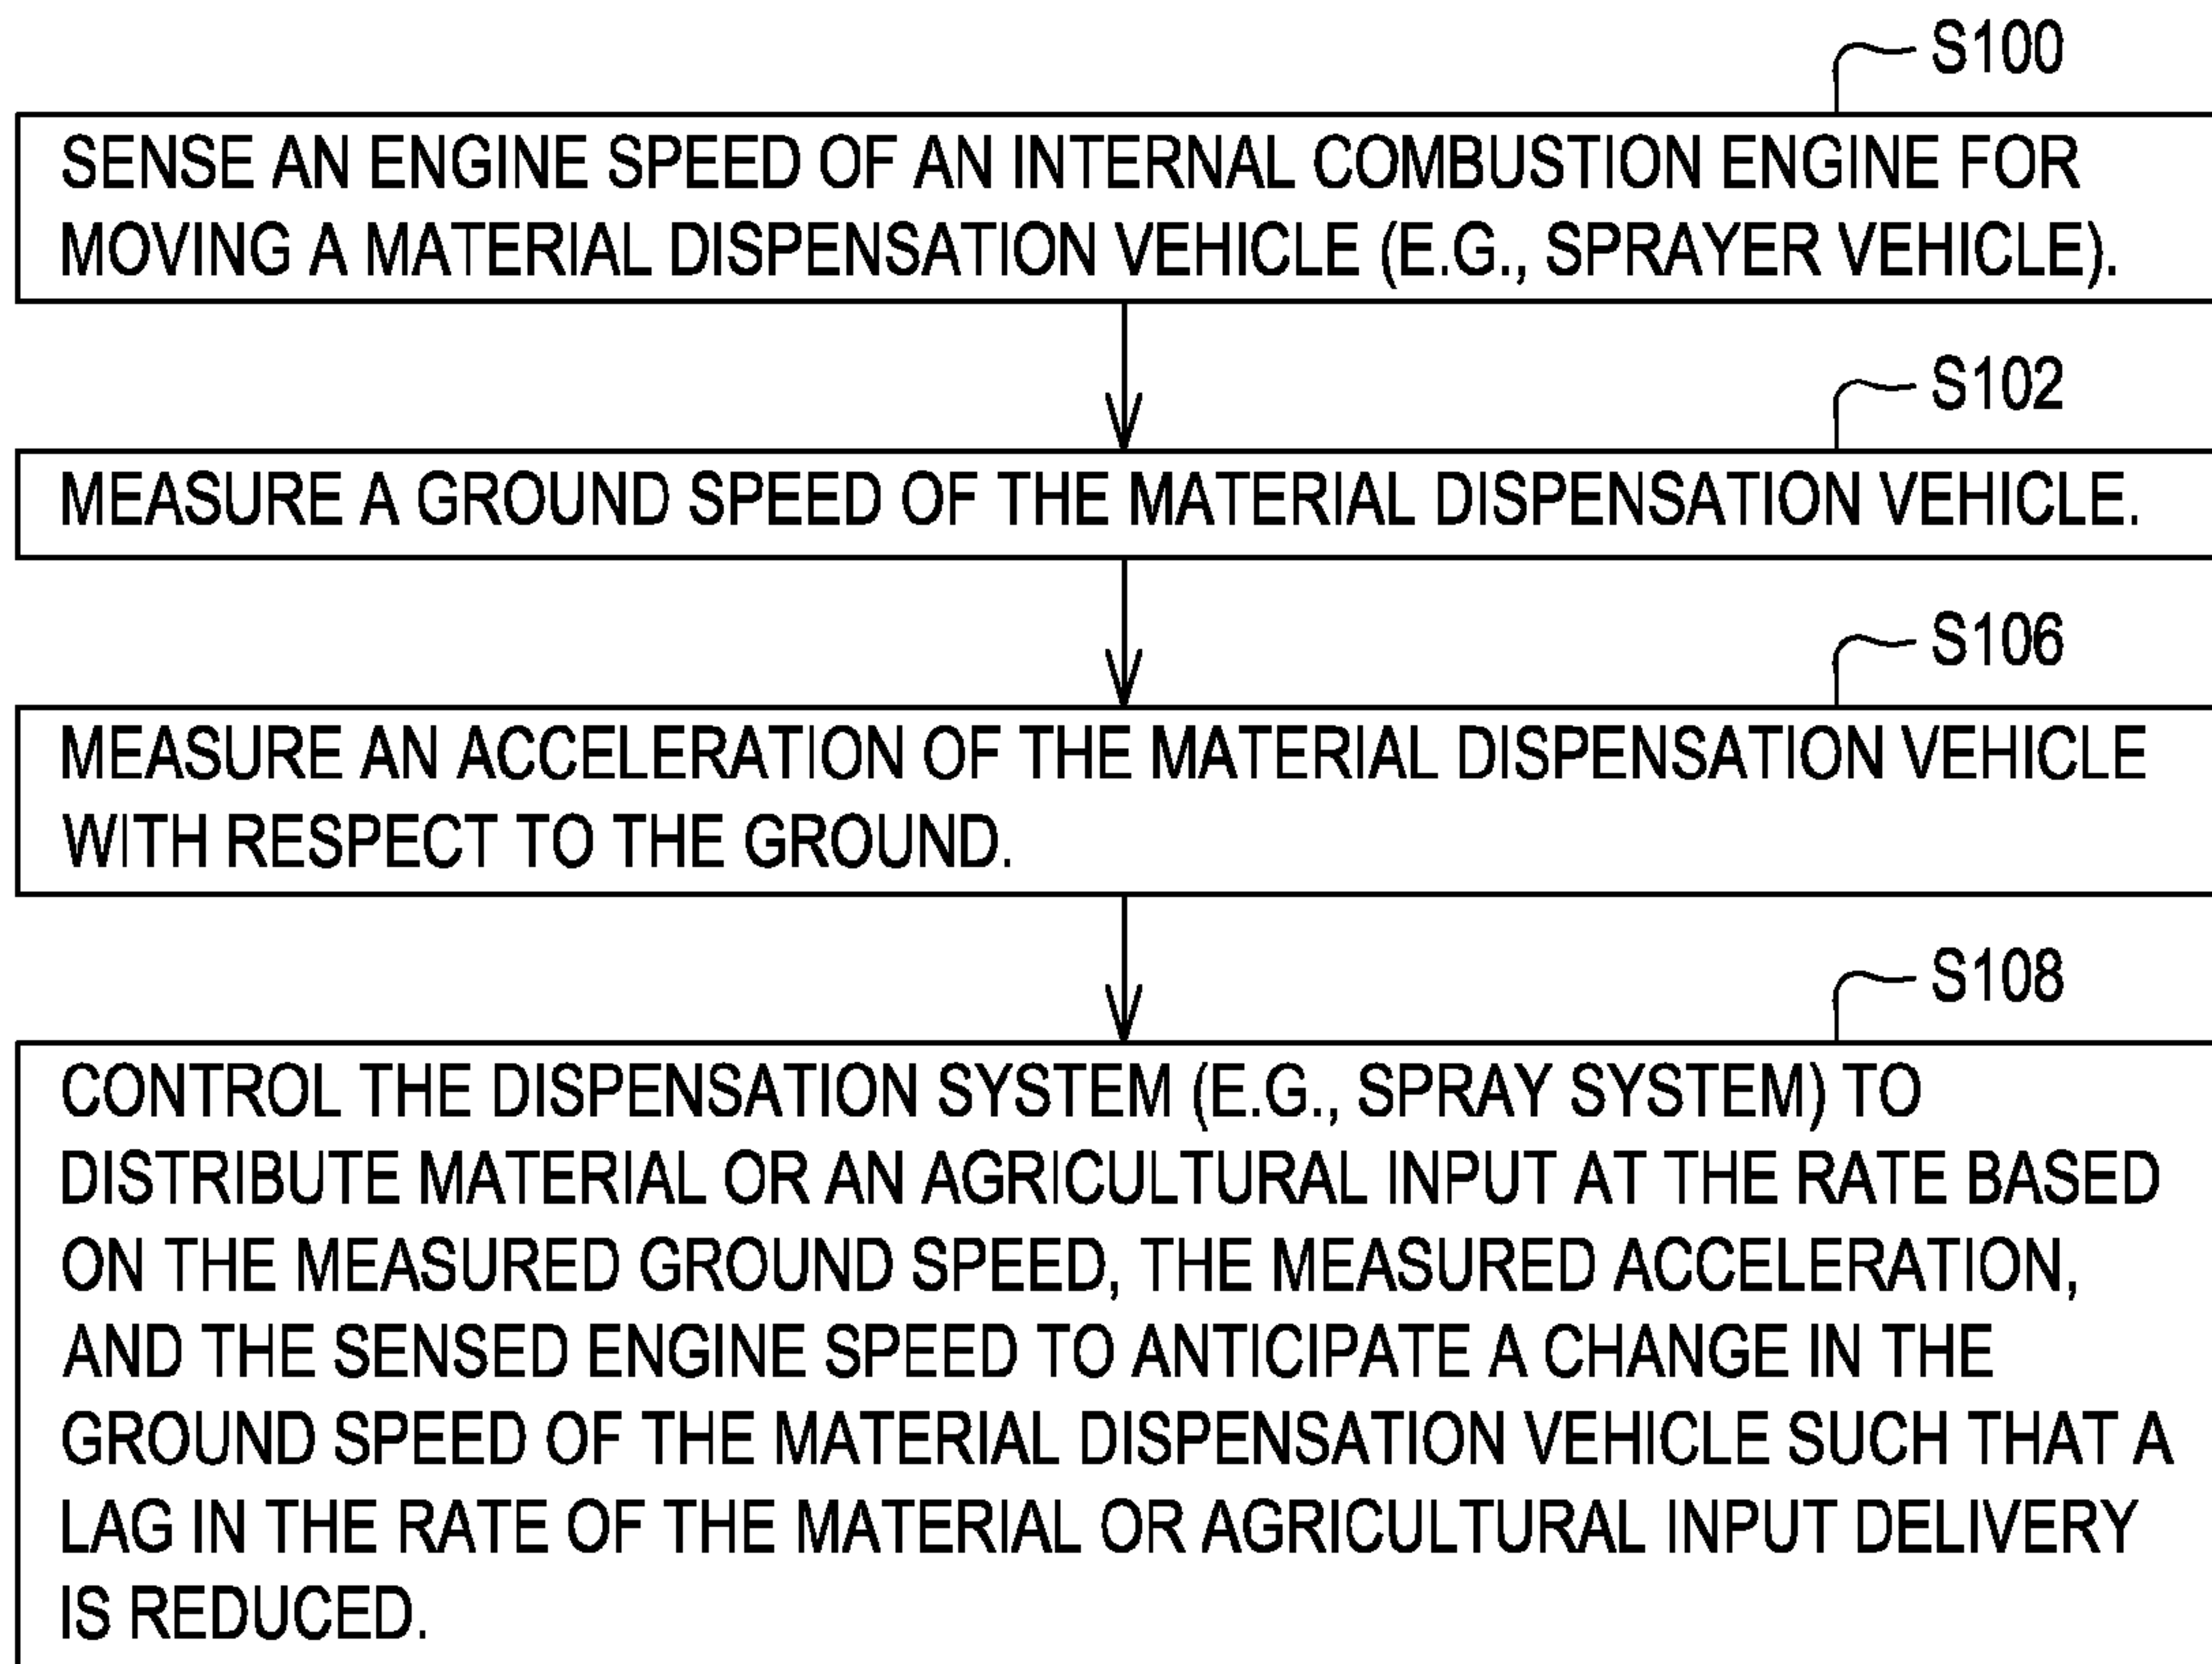 S100
SENSE AN ENGINE SPEED OF AN INTERNAL COMBUSTION ENGINE FOR
MOVING A MATERIAL DISPENSATION VEHICLE (E.G., SPRAYER VEHICLE).
S102
MEASURE A GROUND SPEED OF THE MATERIAL DISPENSATION VEHICLE.
S106
MEASURE AN ACCELERATION OF THE MATERIAL DISPENSATION VEHICLE
WITH RESPECT TO THE GROUND.
S108
CONTROL THE DISPENSATION SYSTEM (E.G., SPRAY SYSTEM) TO
DISTRIBUTE MATERIAL OR AN AGRICULTURAL INPUT AT THE RATE BASED
ON THE MEASURED GROUND SPEED, THE MEASURED ACCELERATION,
AND THE SENSED ENGINE SPEED TO ANTICIPATE A CHANGE IN THE
GROUND SPEED OF THE MATERIAL DISPENSATION VEHICLE SUCH THAT A
LAG IN THE RATE OF THE MATERIAL OR AGRICULTURAL INPUT DELIVERY
IS REDUCED.